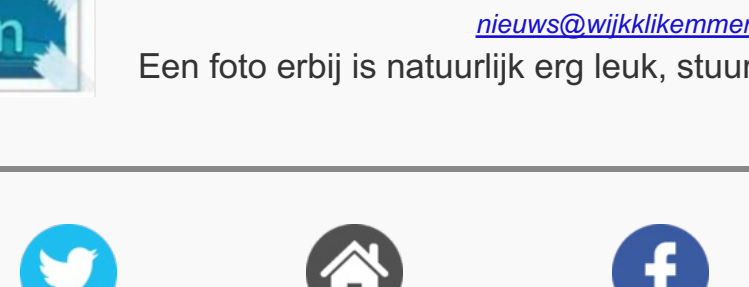 n
nieuws@wijkklikemmer
Een foto erbij is natuurlijk erg leuk, stuur